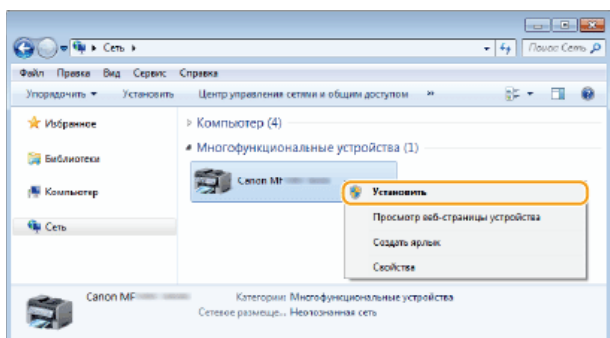 Сеть
Поиск: Сеть
Файл Правка Вид Сервис Справка
Упорядочить Установить Центр управления сетями и общим доступом »
Избранное
Библиотеки
Компьютер
Сеть
Компьютер (4)
Многофункциональные устройства (1)
Canon MF
Установить
Просмотр веб-страницы устройства
Создать ярлык
Свойства
Canon MF
Категории: Многофункциональные устройства
Сетевое размеще... Неопознанная сеть